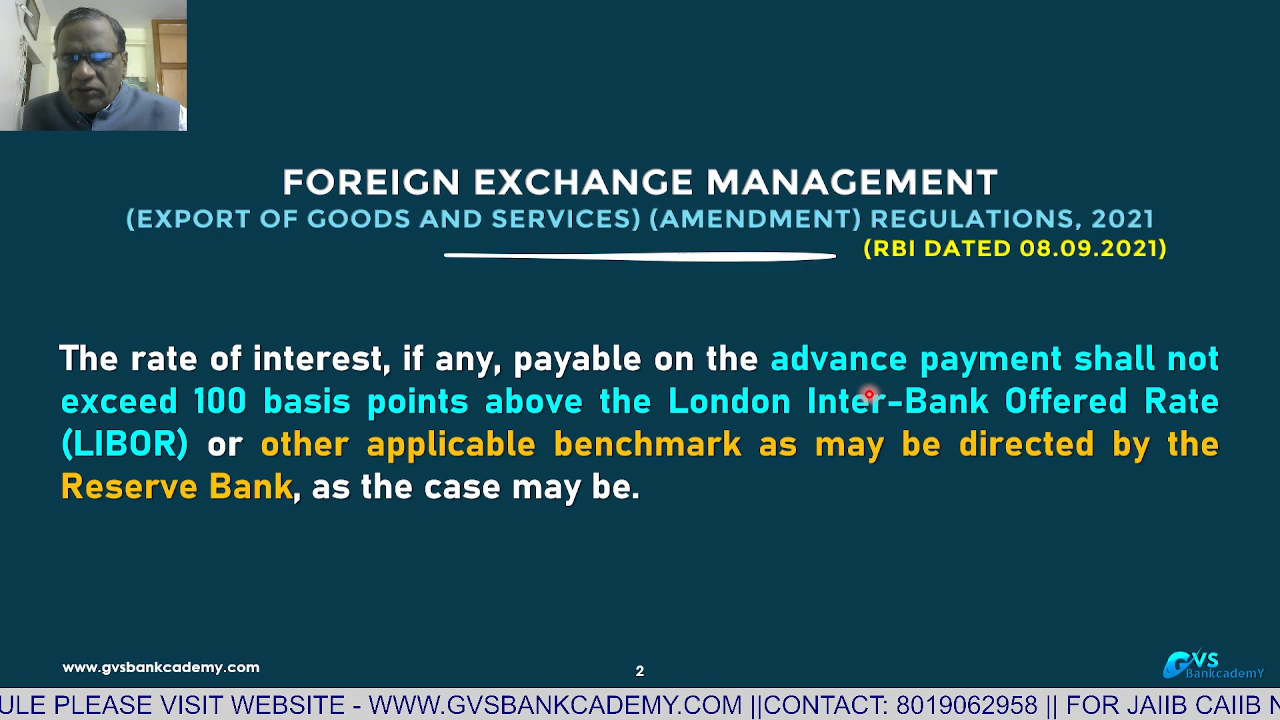 FOREIGN EXCHANGE MANAGEMENT
(EXPORT OF GOODS AND SERVICES) (AMENDMENT) REGULATIONS, 2021
(RBI DATED 08.09.2021)
The rate of interest, if any, payable on the advance payment shall not
exceed 100 basis points above the London Inter-Bank Offered Rate
(LIBOR) or other applicable benchmark as may be directed by the
Reserve Bank, as the case may be.
www.gvsbankcademy.com
2
GVS
BankcademY
ULE PLEASE VISIT WEBSITE - WWW.GVSBANKCADEMY.COM ||CONTACT: 8019062958 || FOR JAIIB CAIIB N